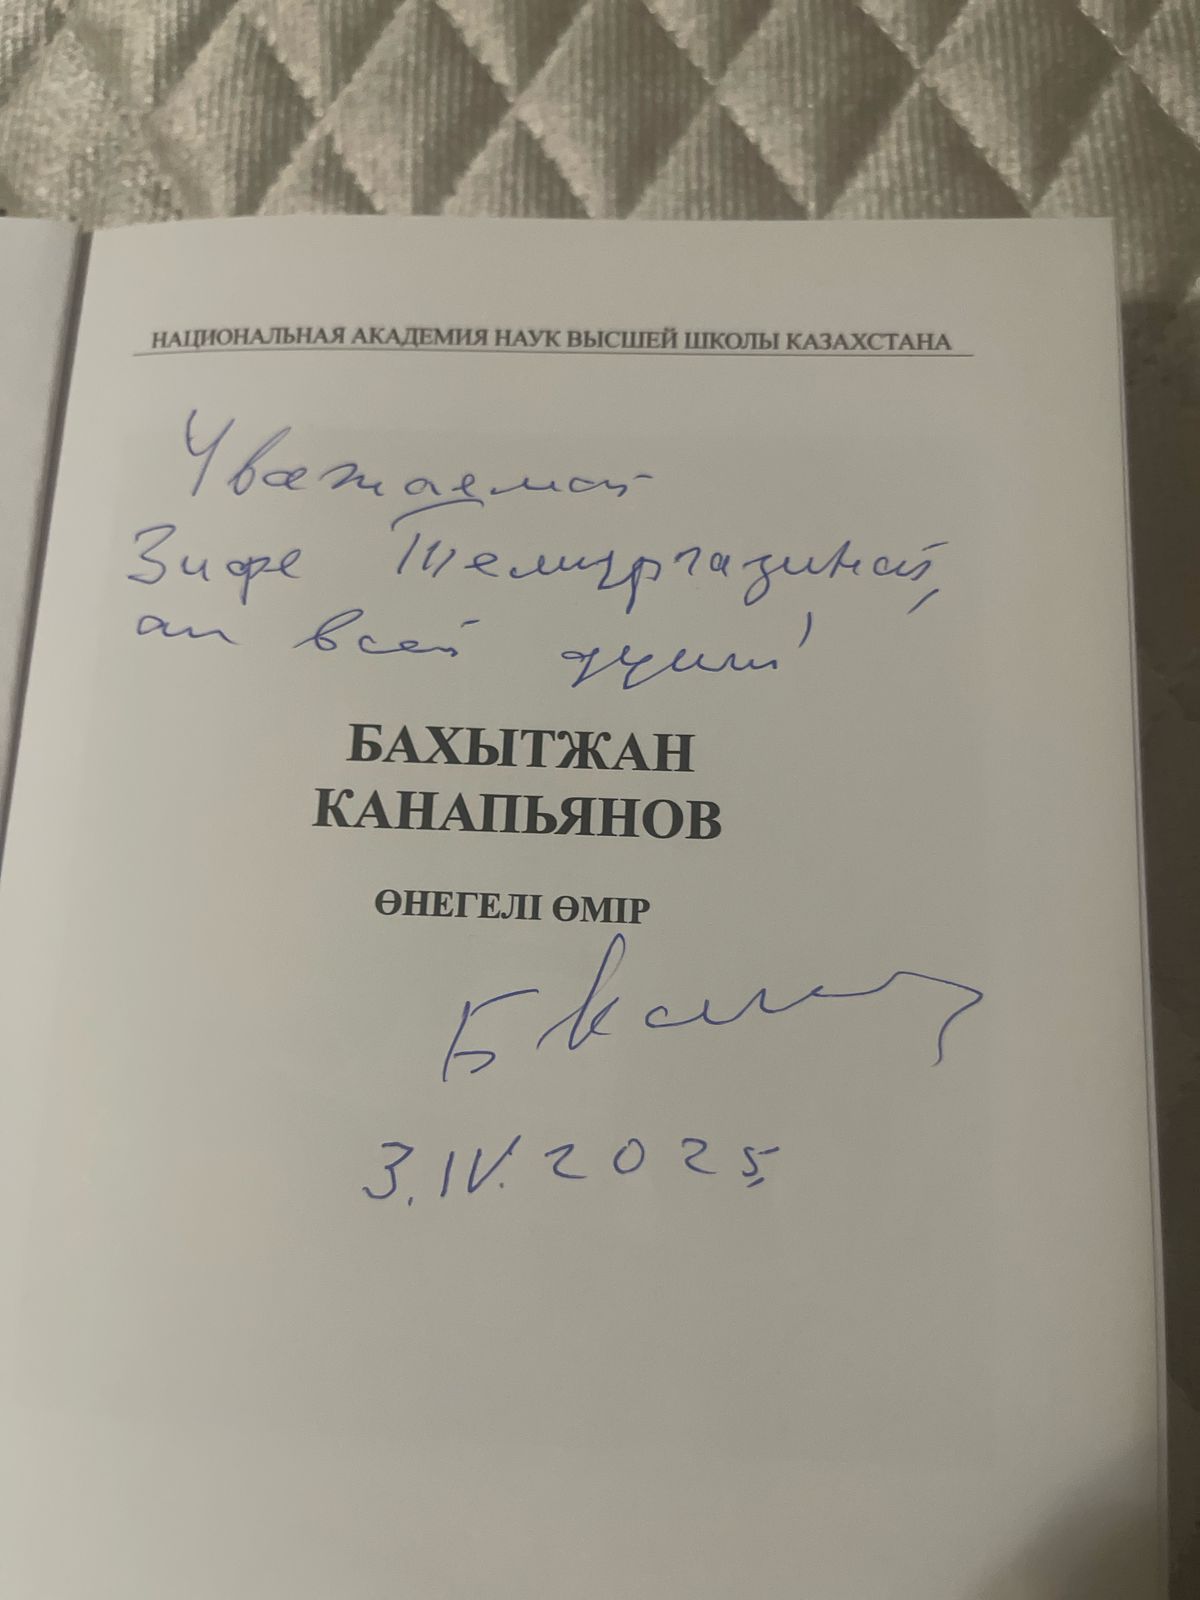 НАЦИОНАЛЬНАЯ АКАДЕМИЯ НАУК ВЫСШЕЙ ШКОЛЫ КАЗАХСТАНА
Уважаемой
Зифе Темиргазиной,
от всей души!
БАХЫТЖАН
КАНАПЬЯНОВ
ӨНЕГЕЛІ ӨМІР
Б
3.IV.2025